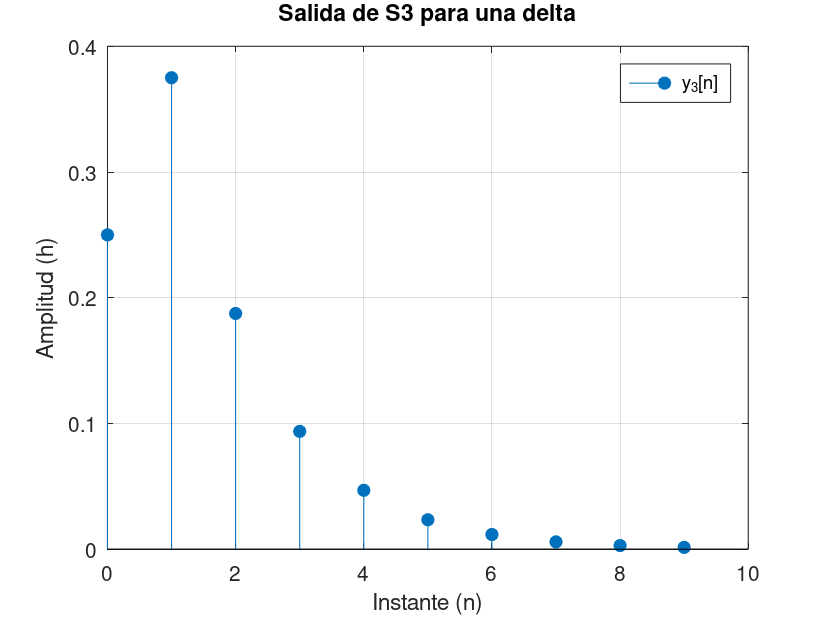 Salida de S3 para una delta
0.4
y3[n]
0.3
0.2
0.1
0
Amplitud (h)
0 2 4 6 8 10
Instante (n)